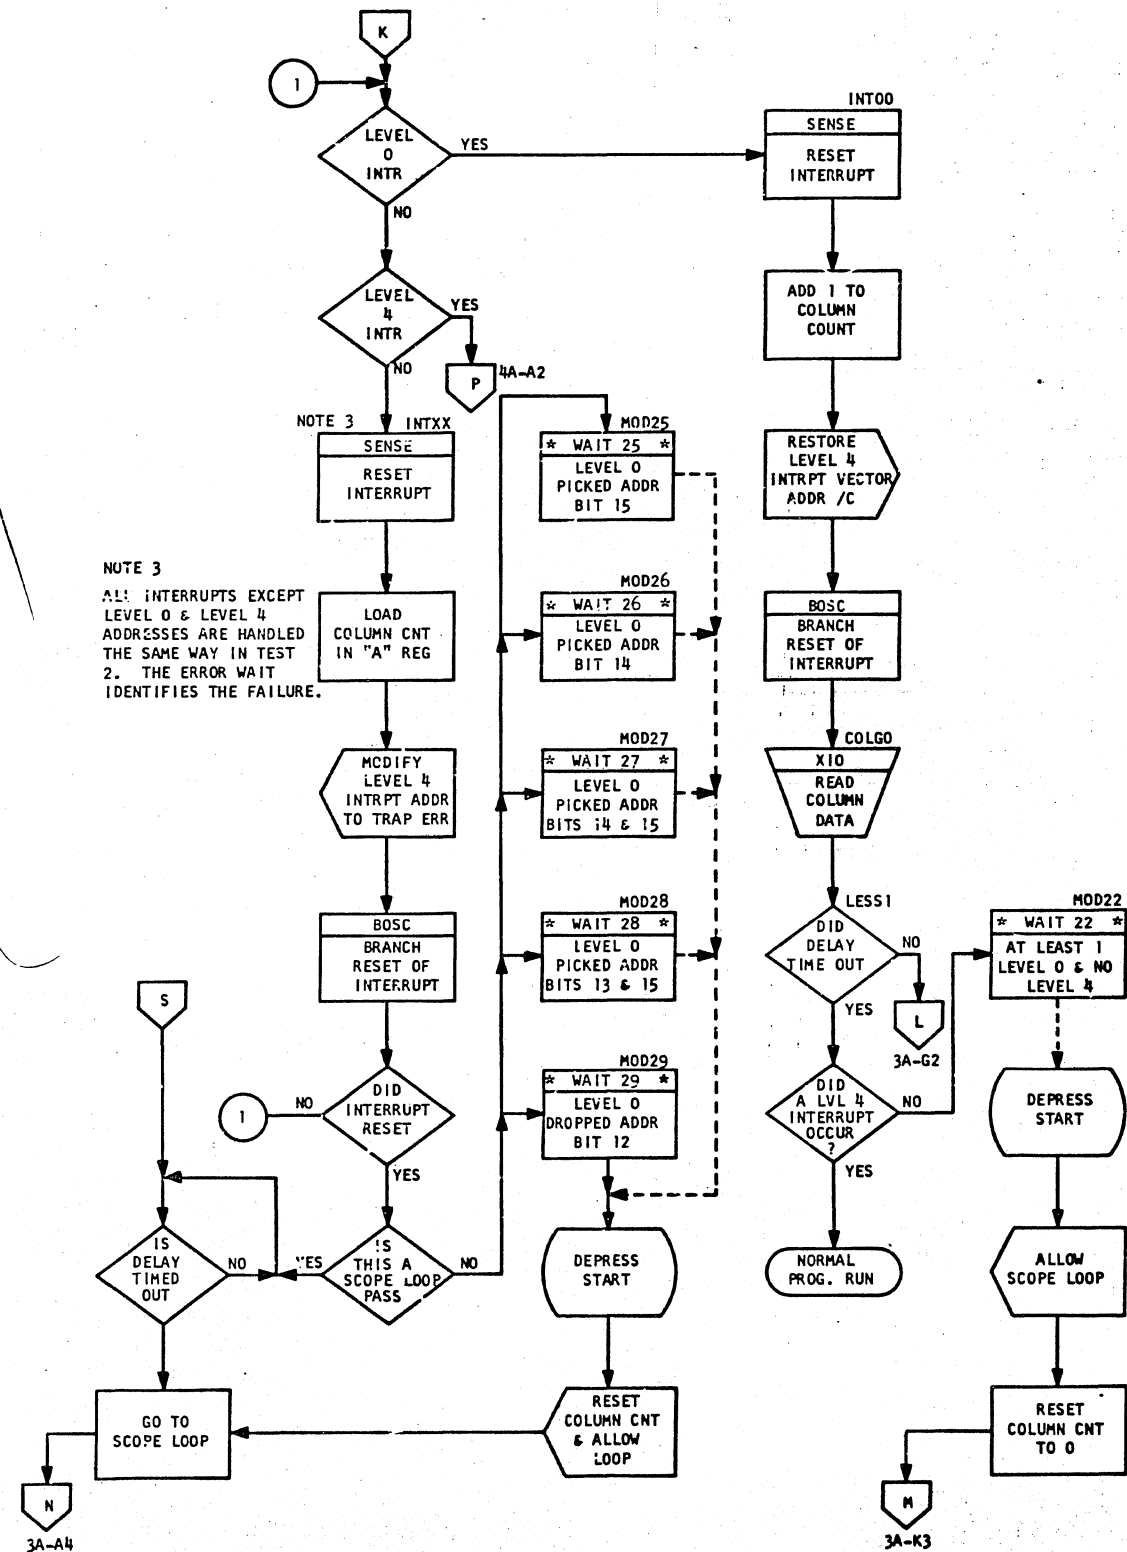 K
1
LEVEL
0
INTR
YES
NO
INT00
SENSE
RESET
INTERRUPT
LEVEL
4
INTR
YES
NO
P
4A-A2
ADD 1 TO
COLUMN
COUNT
NOTE 3
INTXX
SENSE
RESET
INTERRUPT
MOD25
* WAIT 25 *
LEVEL 0
PICKED ADDR
BIT 15
RESTORE
LEVEL 4
INTRPT VECTOR
ADDR /C
NOTE 3
ALL INTERRUPTS EXCEPT
LEVEL 0 & LEVEL 4
ADDRESSES ARE HANDLED
THE SAME WAY IN TEST
2. THE ERROR WAIT
IDENTIFIES THE FAILURE.
LOAD
COLUMN CNT
IN "A" REG
MOD26
* WAIT 26 *
LEVEL 0
PICKED ADDR
BIT 14
BOSC
BRANCH
RESET OF
INTERRUPT
MODIFY
LEVEL 4
INTRPT ADDR
TO TRAP ERR
MOD27
* WAIT 27 *
LEVEL 0
PICKED ADDR
BITS 14 & 15
COLGO
XIO
READ
COLUMN
DATA
BOSC
BRANCH
RESET OF
INTERRUPT
MOD28
* WAIT 28 *
LEVEL 0
PICKED ADDR
BITS 13 & 15
LESS1
DID
DELAY
TIME OUT
NO
YES
L
3A-G2
MOD22
* WAIT 22 *
AT LEAST 1
LEVEL 0 & NO
LEVEL 4
S
1
NO
DID
INTERRUPT
RESET
YES
MOD29
* WAIT 29 *
LEVEL 0
DROPPED ADDR
BIT 12
DID
A LVL 4
INTERRUPT
OCCUR
?
NO
YES
DEPRESS
START
IS
DELAY
TIMED
OUT
NO
YES
IS
THIS A
SCOPE LOOP
PASS
NO
DEPRESS
START
NORMAL
PROG. RUN
ALLOW
SCOPE LOOP
GO TO
SCOPE LOOP
RESET
COLUMN CNT
& ALLOW
LOOP
RESET
COLUMN CNT
TO 0
N
3A-A4
M
3A-K3